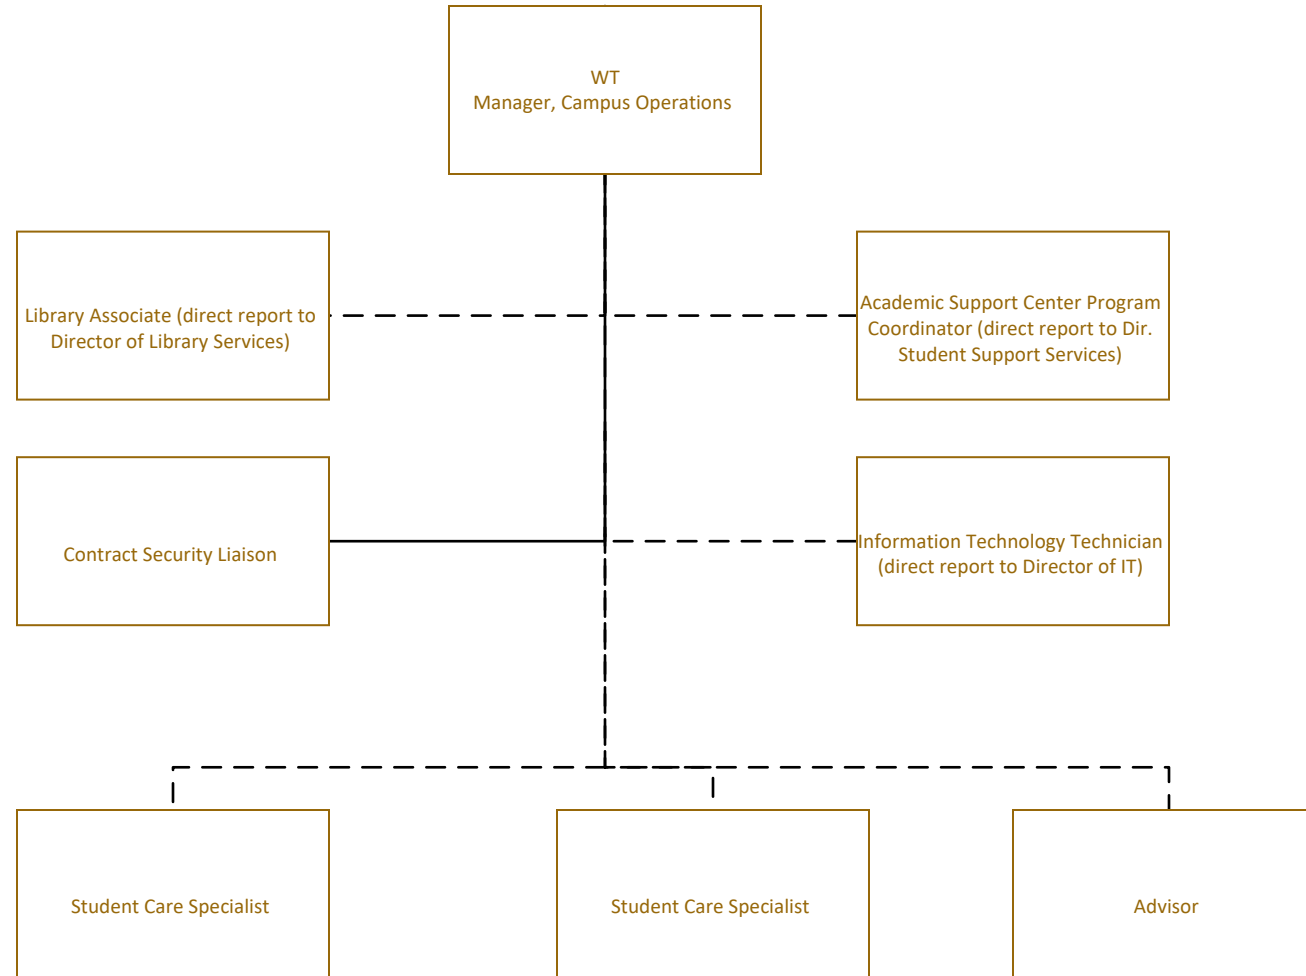 WT
Manager, Campus Operations
Library Associate (direct report to
Director of Library Services)
Academic Support Center Program
Coordinator (direct report to Dir.
Student Support Services)
Contract Security Liaison
Information Technology Technician
(direct report to Director of IT)
Student Care Specialist
Student Care Specialist
Advisor